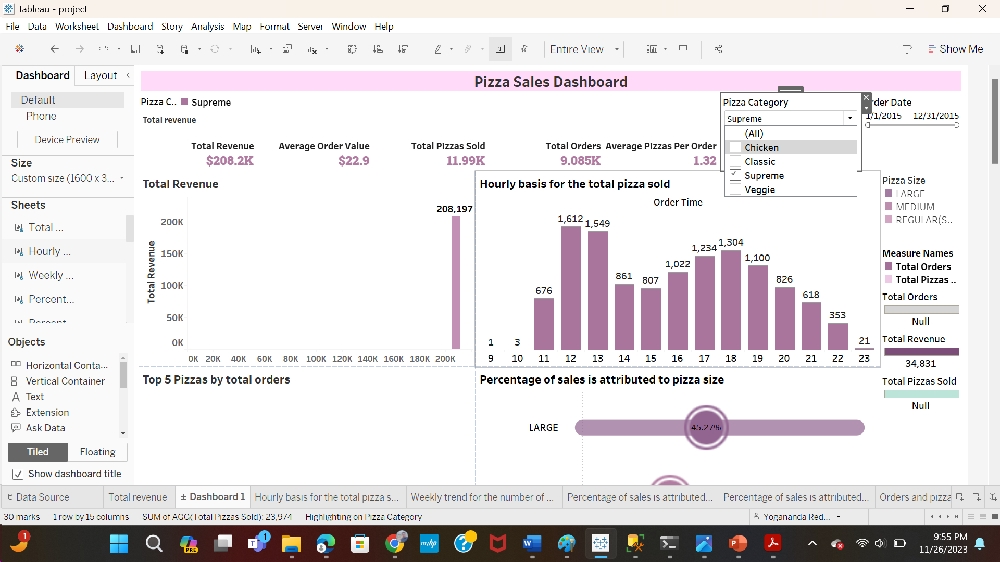 Tableau - project
File Data Worksheet Dashboard Story Analysis Map Format Server Window Help
Entire View
Show Me
Dashboard Layout
Default
Phone
Device Preview
Size
Custom size (1600 x 3...
Sheets
Total ...
Hourly ...
Weekly ...
Percent...
Percent
Objects
Horizontal Conta...
Vertical Container
Text
Extension
Ask Data
Tiled Floating
Show dashboard title
Pizza Sales Dashboard
Pizza C.. Supreme
Total revenue
Total Revenue Average Order Value Total Pizzas Sold Total Orders Average Pizzas Per Order
$208.2K $22.9 11.99K 9.085K 1.32
Pizza Category
Supreme
(All)
Chicken
Classic
Supreme
Veggie
rder Date
1/1/2015 12/31/2015
Total Revenue
208,197
Total Revenue
200K
150K
100K
50K
0K
0K 20K 40K 60K 80K 100K 120K 140K 160K 180K 200K
Hourly basis for the total pizza sold
Order Time
1 3 676 1,612 1,549 861 807 1,022 1,234 1,304 1,100 826 618 353 21
9 10 11 12 13 14 15 16 17 18 19 20 21 22 23
Pizza Size
LARGE
MEDIUM
REGULAR(S..
Measure Names
Total Orders
Total Pizzas ..
Total Orders
Null
Total Revenue
34,831
Total Pizzas Sold
Null
Top 5 Pizzas by total orders
Percentage of sales is attributed to pizza size
LARGE
45.27%
Data Source Total revenue Dashboard 1 Hourly basis for the total pizza s... Weekly trend for the number of ... Percentage of sales is attributed... Percentage of sales is attributed... Orders and pizza
30 marks 1 row by 15 columns SUM of AGG(Total Pizzas Sold): 23,974 Highlighting on Pizza Category
Yogananda Red...
1
PRE
1
myhp
9:55 PM
11/26/2023